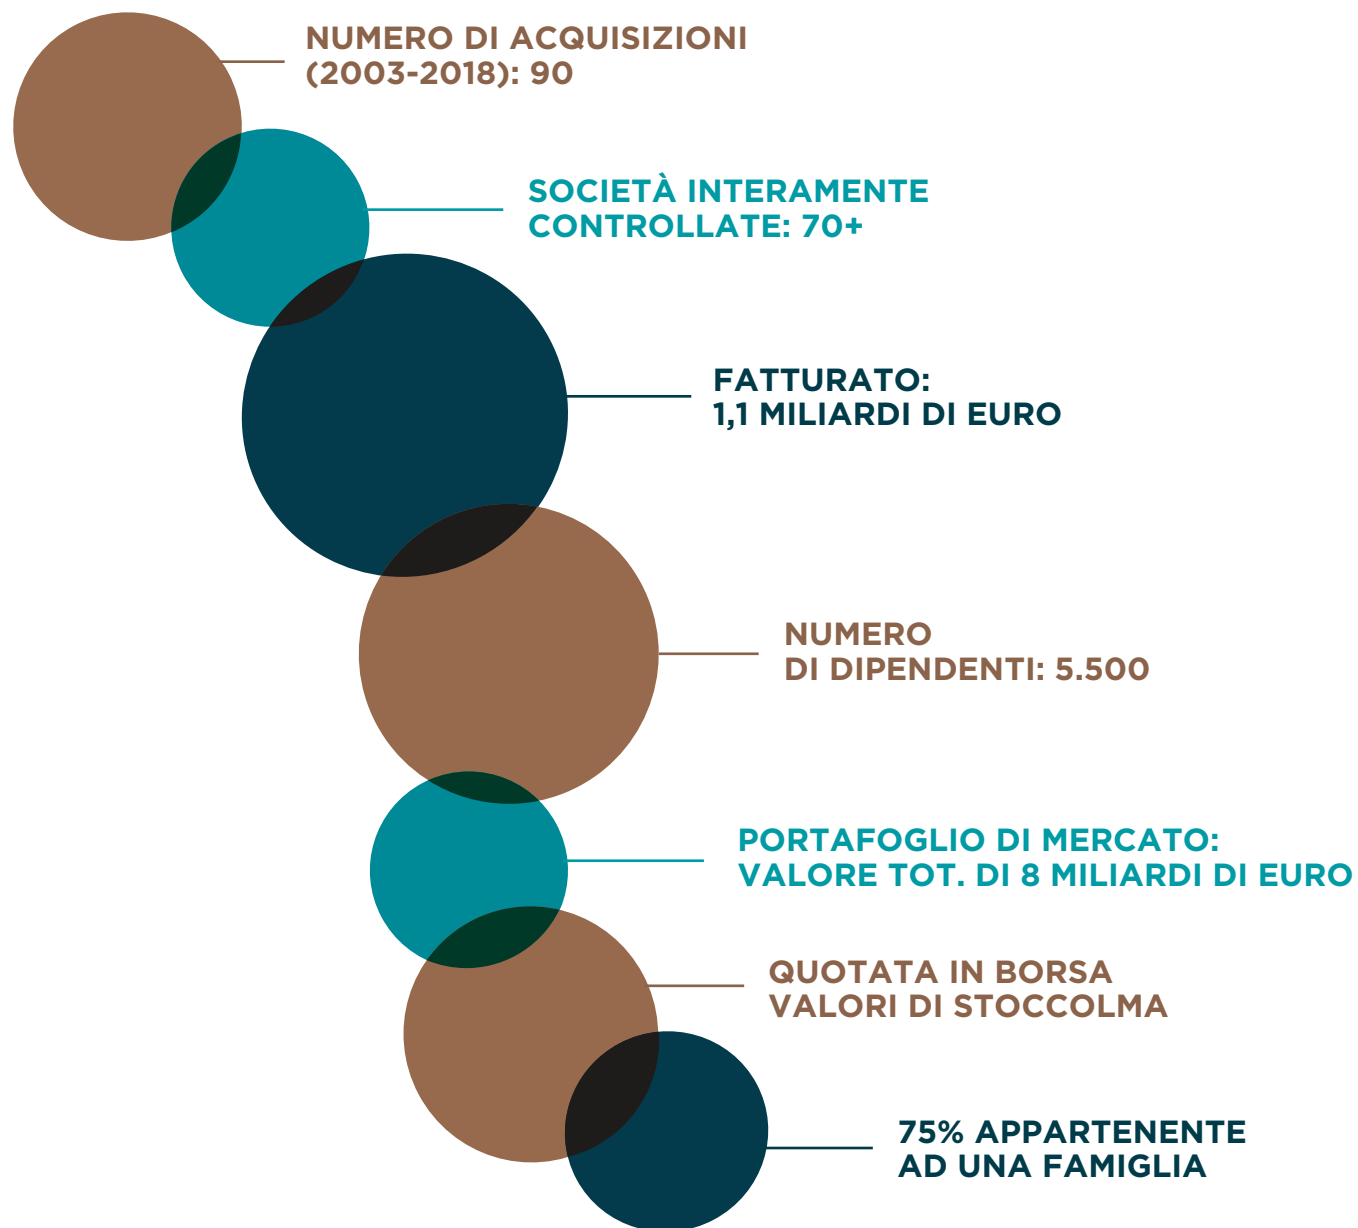 NUMERO DI ACQUISIZIONI
(2003-2018): 90
SOCIETÀ INTERAMENTE
CONTROLLATE: 70+
FATTURATO:
1,1 MILIARDI DI EURO
NUMERO
DI DIPENDENTI: 5.500
PORTAFOGLIO DI MERCATO:
VALORE TOT. DI 8 MILIARDI DI EURO
QUOTATA IN BORSA
VALORI DI STOCCOLMA
75% APPARTENENTE
AD UNA FAMIGLIA